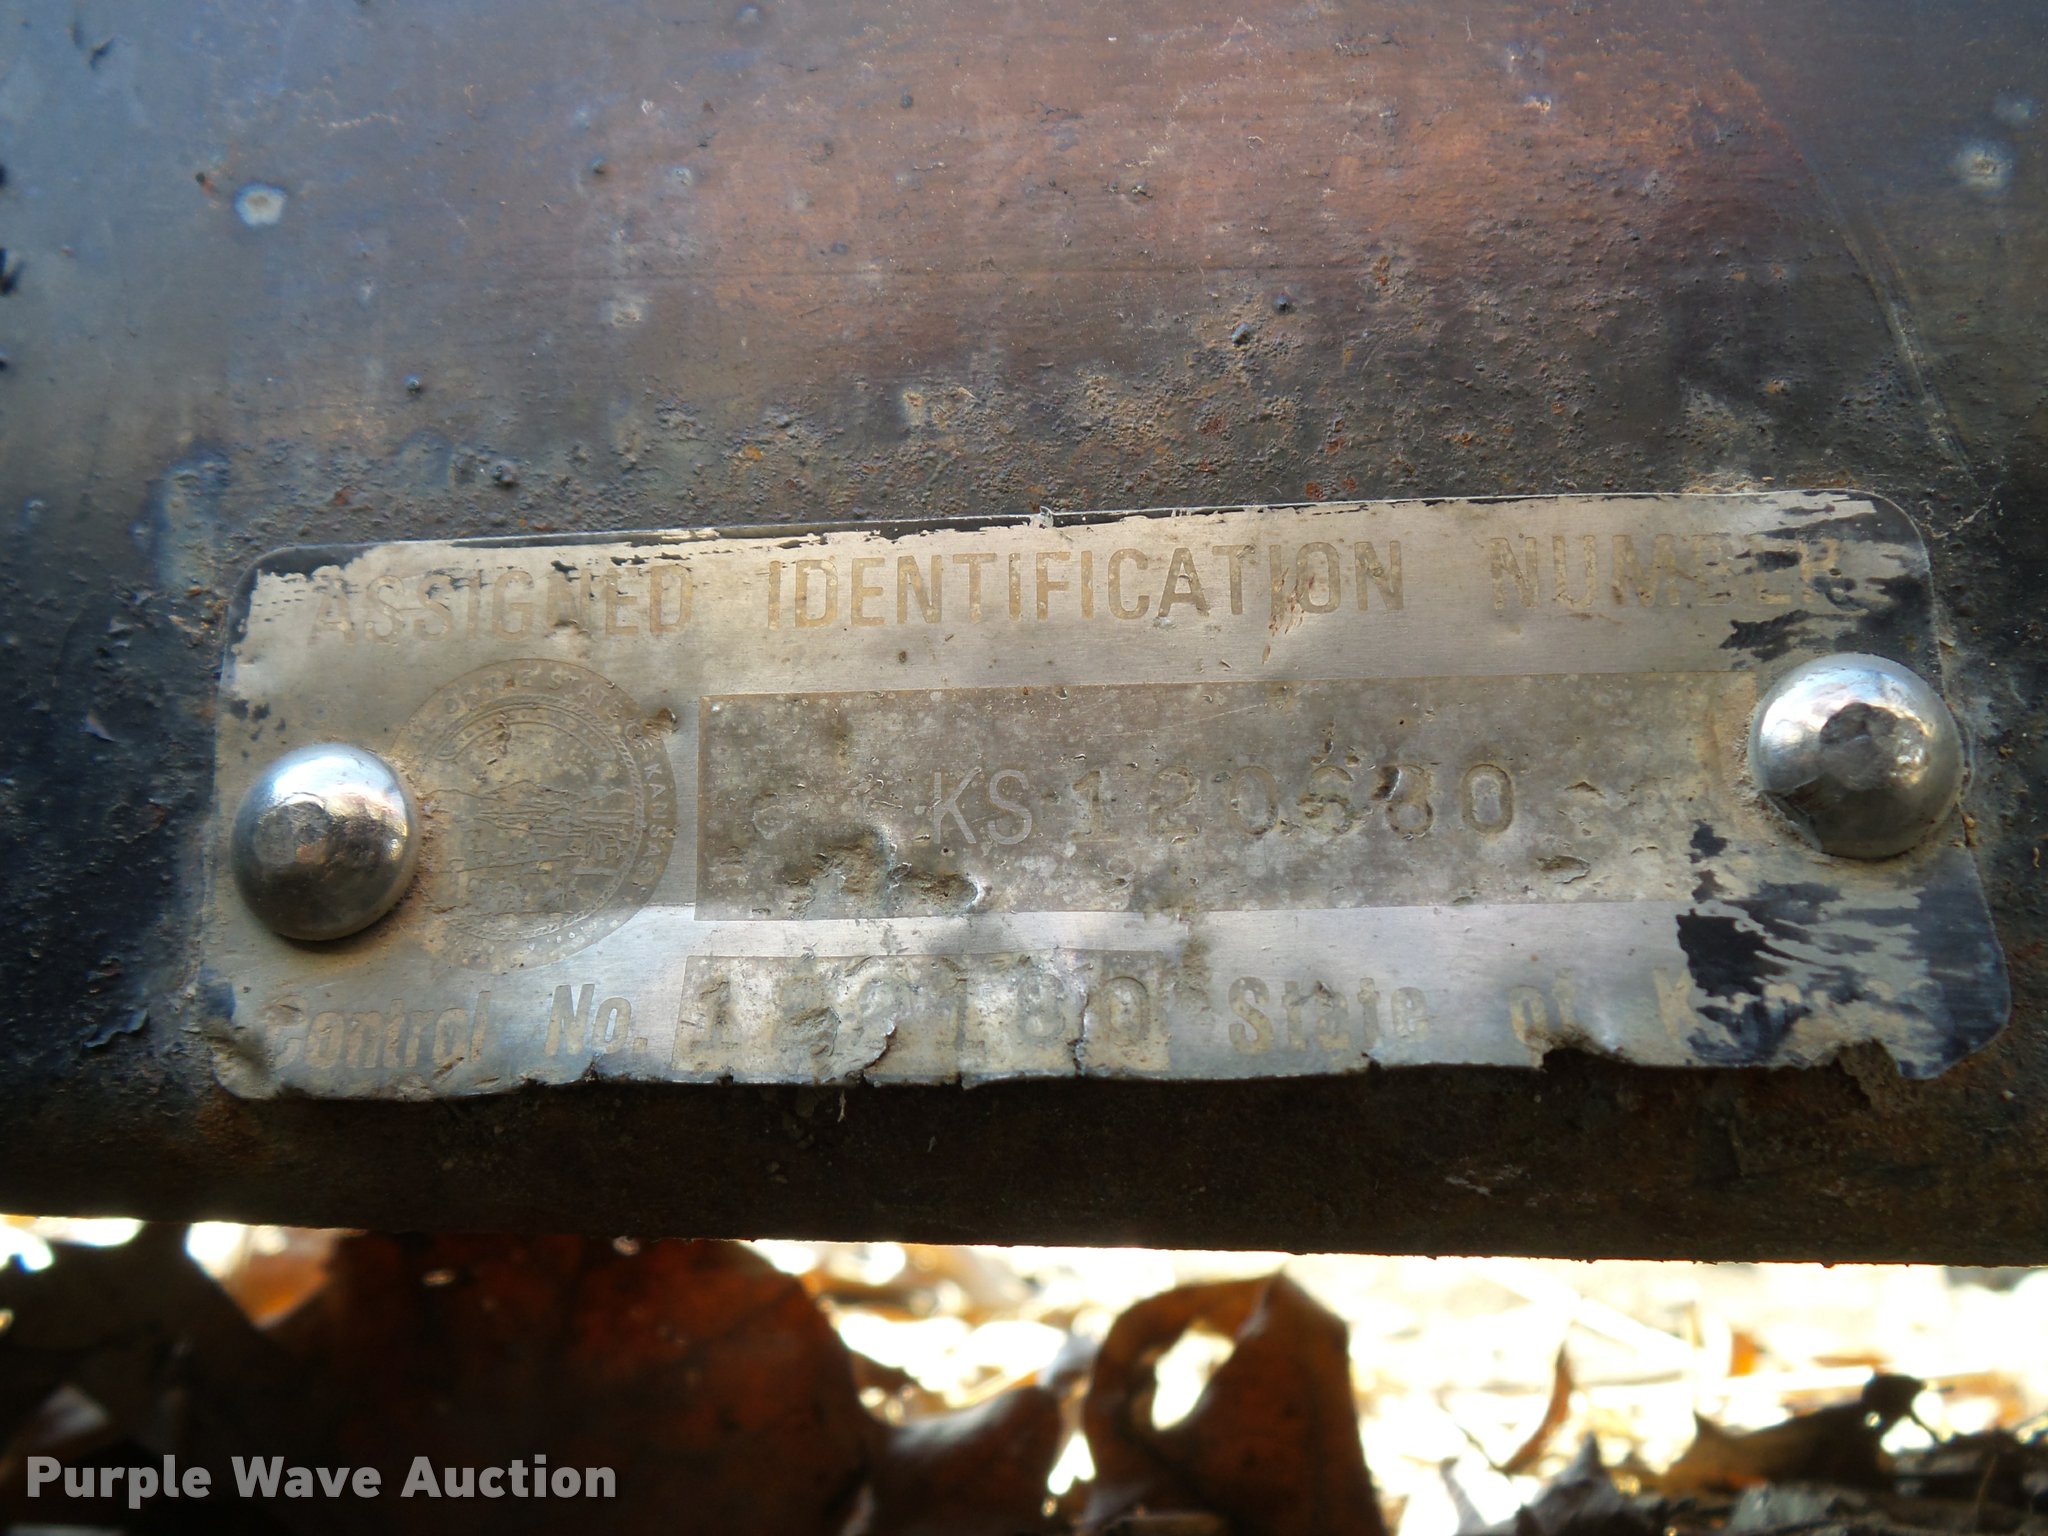 ASSIGNED IDENTIFICATION NUMBER
KS 120680
Control No. State of
Purple Wave Auction